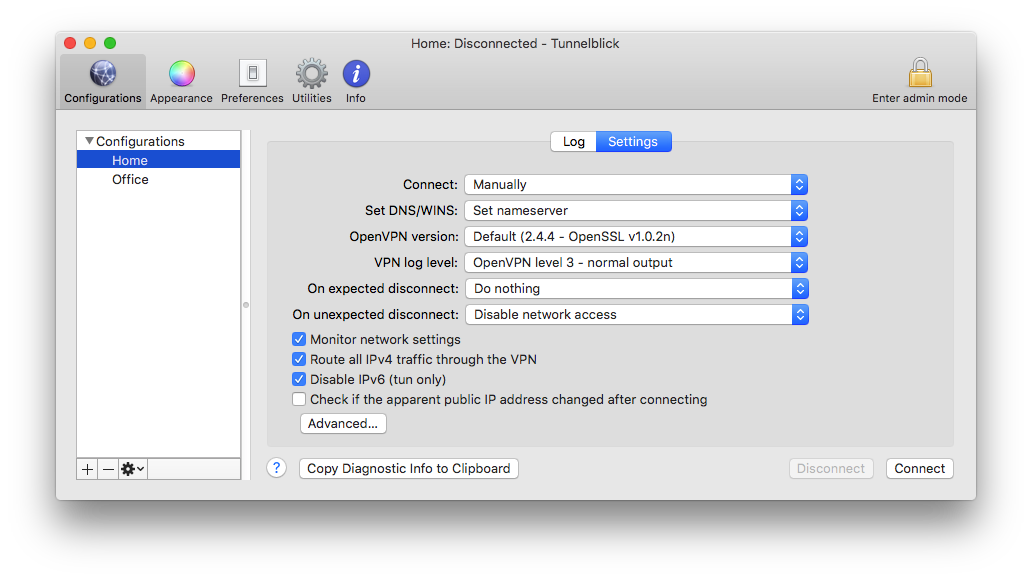 Home: Disconnected - Tunnelblick
Configurations Appearance Preferences Utilities Info Enter admin mode
Configurations
Home
Office
Log Settings
Connect: Manually
Set DNS/WINS: Set nameserver
OpenVPN version: Default (2.4.4 - OpenSSL v1.0.2n)
VPN log level: OpenVPN level 3 - normal output
On expected disconnect: Do nothing
On unexpected disconnect: Disable network access
Monitor network settings
Route all IPv4 traffic through the VPN
Disable IPv6 (tun only)
Check if the apparent public IP address changed after connecting
Advanced...
? Copy Diagnostic Info to Clipboard Disconnect Connect